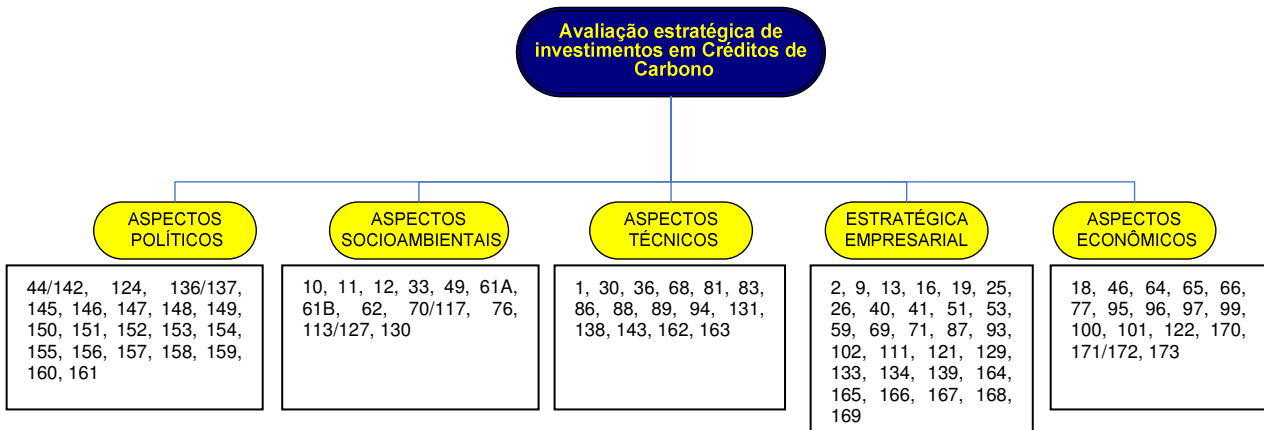 Avaliação estratégica de
investimentos em Créditos de
Carbono
ASPECTOS
POLÍTICOS
44/142, 124, 136/137,
145, 146, 147, 148, 149,
150, 151, 152, 153, 154,
155, 156, 157, 158, 159,
160, 161
ASPECTOS
SOCIOAMBIENTAIS
10, 11, 12, 33, 49, 61A,
61B, 62, 70/117, 76,
113/127, 130
ASPECTOS
TÉCNICOS
1, 30, 36, 68, 81, 83,
86, 88, 89, 94, 131,
138, 143, 162, 163
ESTRATÉGICA
EMPRESARIAL
2, 9, 13, 16, 19, 25,
26, 40, 41, 51, 53,
59, 69, 71, 87, 93,
102, 111, 121, 129,
133, 134, 139, 164,
165, 166, 167, 168,
169
ASPECTOS
ECONÔMICOS
18, 46, 64, 65, 66,
77, 95, 96, 97, 99,
100, 101, 122, 170,
171/172, 173